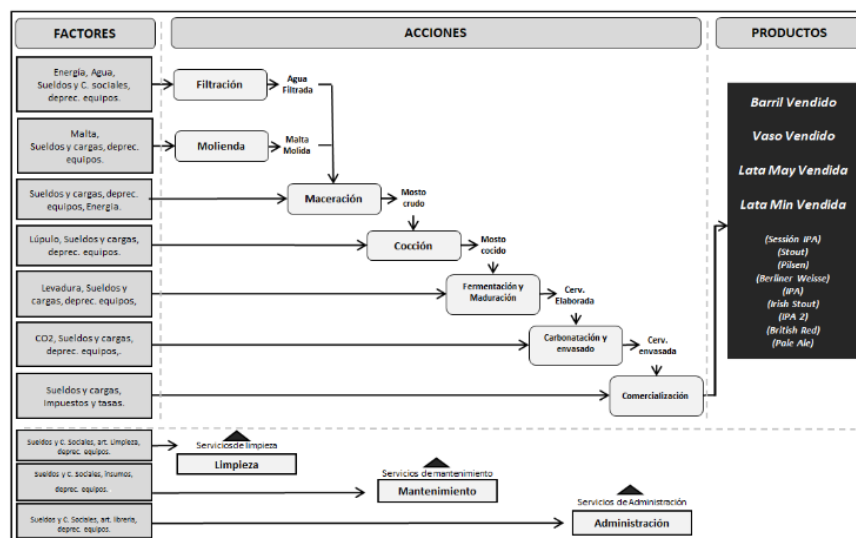 FACTORES
ACCIONES
PRODUCTOS
Energía, Agua,
Sueldos y C. sociales,
deprec. equipos.
Filtración
Agua
Filtrada
Malta,
Sueldos y cargas, deprec.
equipos.
Molienda
Malta
Molida
Sueldos y cargas, deprec.
equipos, Energía.
Maceración
Mosto
crudo
Lúpulo, Sueldos y cargas,
deprec. equipos.
Cocción
Mosto
cocido
Levadura, Sueldos y
cargas, deprec. equipos,
Fermentación y
Maduración
Cerv.
Elaborada
CO2, Sueldos y cargas,
deprec. equipos,.
Carbonatación y
envasado
Cerv.
envasada
Sueldos y cargas,
Impuestos y tasas.
Comercialización
Barril Vendido
Vaso Vendido
Lata May Vendida
Lata Min Vendida
(Sessión IPA)
(Stout)
(Pilsen)
(Berliner Weisse)
(IPA)
(Irish Stout)
(IPA 2)
(British Red)
(Pale Ale)
Sueldos y C. Sociales, art. Limpieza,
deprec. equipos.
Servicios de limpieza
Limpieza
Sueldos y C. Sociales, insumos,
deprec. equipos.
Servicios de mantenimiento
Mantenimiento
Sueldos y C. Sociales, art. libreria,
deprec. equipos.
Servicios de Administración
Administración